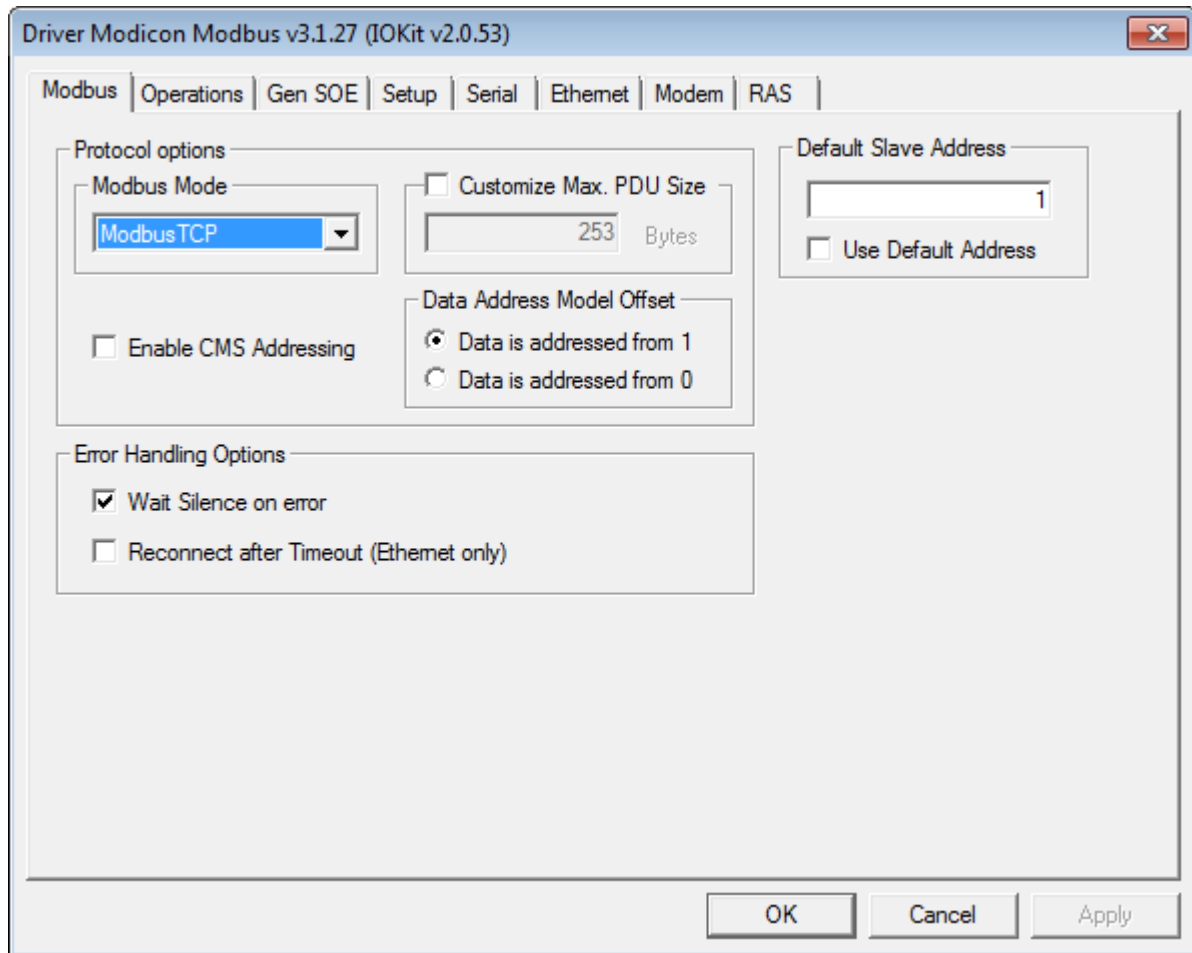 Driver Modicon Modbus v3.1.27 (IOKit v2.0.53)
Modbus Operations Gen SOE Setup Serial Ethernet Modem RAS
Protocol options
Modbus Mode
ModbusTCP
Customize Max. PDU Size
253 Bytes
Enable CMS Addressing
Data Address Model Offset
Data is addressed from 1
Data is addressed from 0
Default Slave Address
1
Use Default Address
Error Handling Options
Wait Silence on error
Reconnect after Timeout (Ethernet only)
OK Cancel Apply